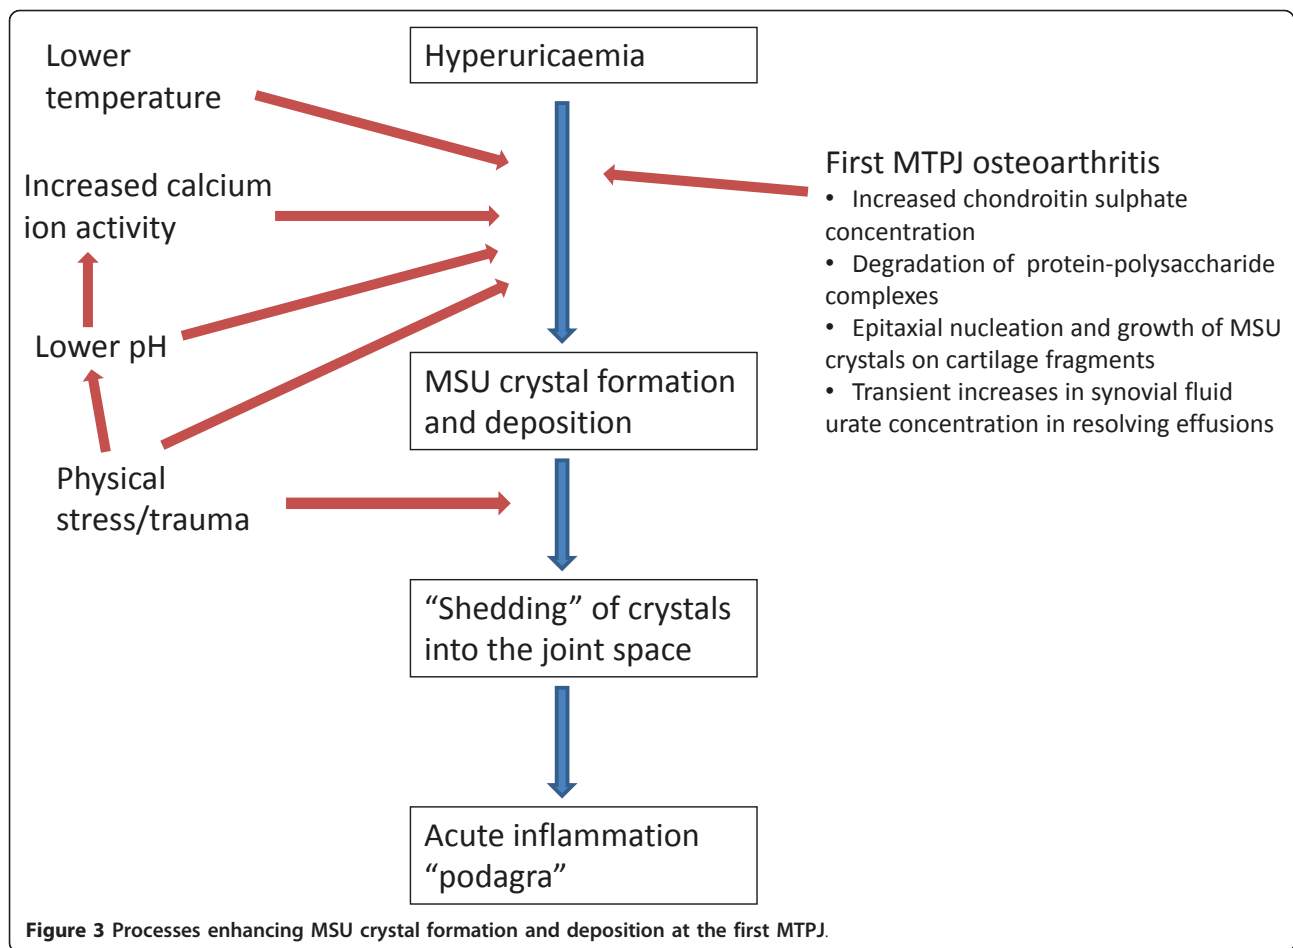 Lower
temperature
Hyperuricaemia
Increased calcium
ion activity
First MTPJ osteoarthritis
• Increased chondroitin sulphate
concentration
• Degradation of protein-polysaccharide
complexes
• Epitaxial nucleation and growth of MSU
crystals on cartilage fragments
• Transient increases in synovial fluid
urate concentration in resolving effusions
Lower pH
MSU crystal formation
and deposition
Physical
stress/trauma
“Shedding” of crystals
into the joint space
Acute inflammation
“podagra”
Figure 3 Processes enhancing MSU crystal formation and deposition at the first MTPJ.